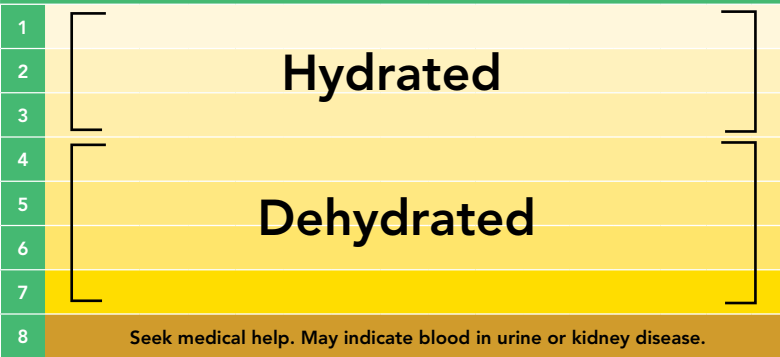 1
2
Hydrated
3
4
5
Dehydrated
6
7
8 Seek medical help. May indicate blood in urine or kidney disease.